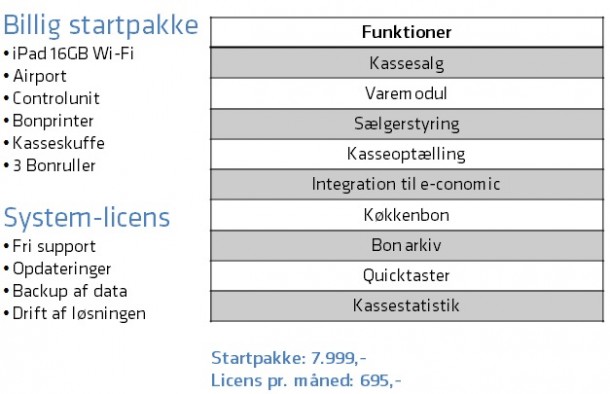 Billig startpakke
• iPad 16GB Wi-Fi
• Airport
• Controlunit
• Bonprinter
• Kasseskuffe
• 3 Bonruller
System-licens
• Fri support
• Opdateringer
• Backup af data
• Drift af løsningen
Funktioner
Kassesalg
Varemodul
Sælgerstyring
Kasseoptælling
Integration til e-conomic
Køkkenbon
Bon arkiv
Quicktaster
Kassestatistik
Startpakke: 7.999,-
Licens pr. måned: 695,-